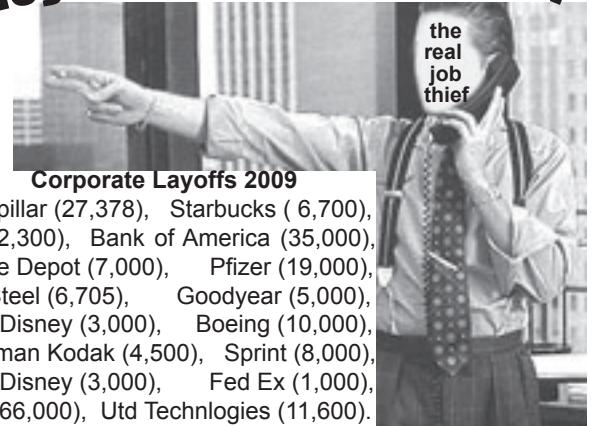 the
real
job
thief
Corporate Layoffs 2009
pillar (27,378), Starbucks ( 6,700),
2,300), Bank of America (35,000),
e Depot (7,000), Pfizer (19,000),
Steel (6,705), Goodyear (5,000),
Disney (3,000), Boeing (10,000),
man Kodak (4,500), Sprint (8,000),
Disney (3,000), Fed Ex (1,000),
66,000), Utd Technlogies (11,600).